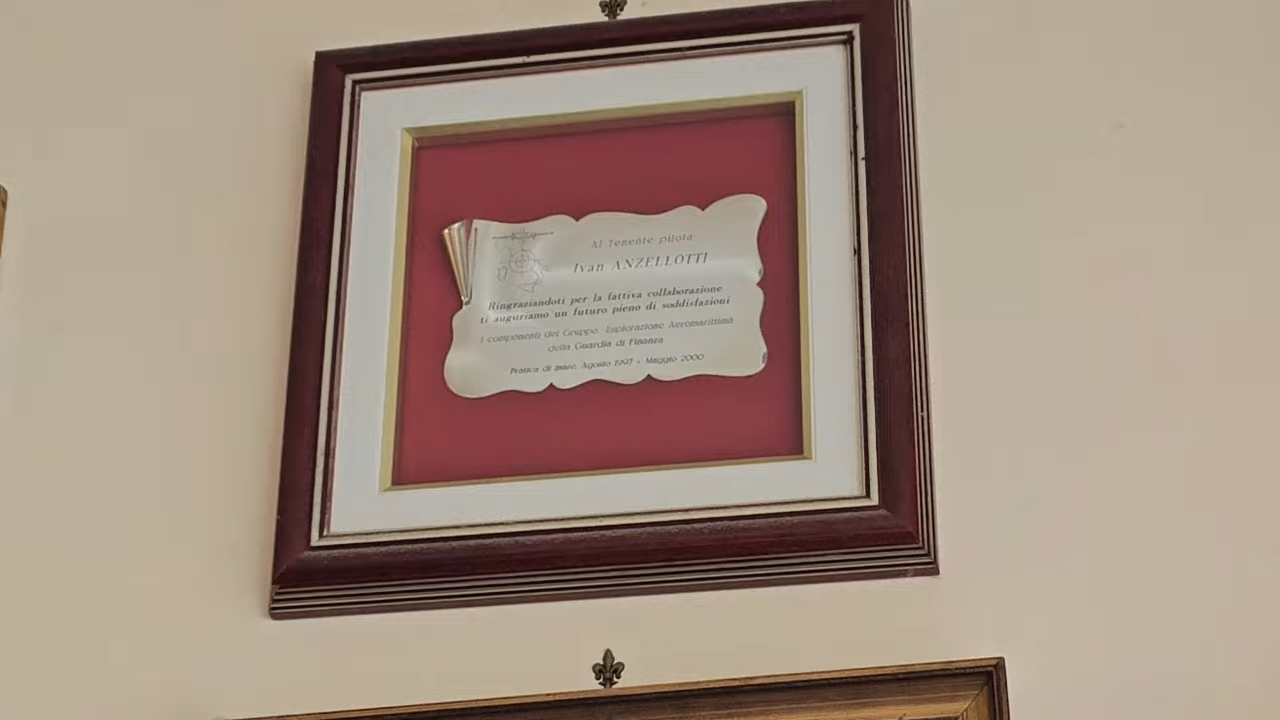 Al Tenente pilota
Ivan ANZELLOTTI
Ringraziandoti per la fattiva collaborazione
ti auguriamo un futuro pieno di soddisfazioni
I componenti del Gruppo Esplorazione Aeromarittima
della Guardia di Finanza
Pratica di mare, Agosto 1997 - Maggio 2000